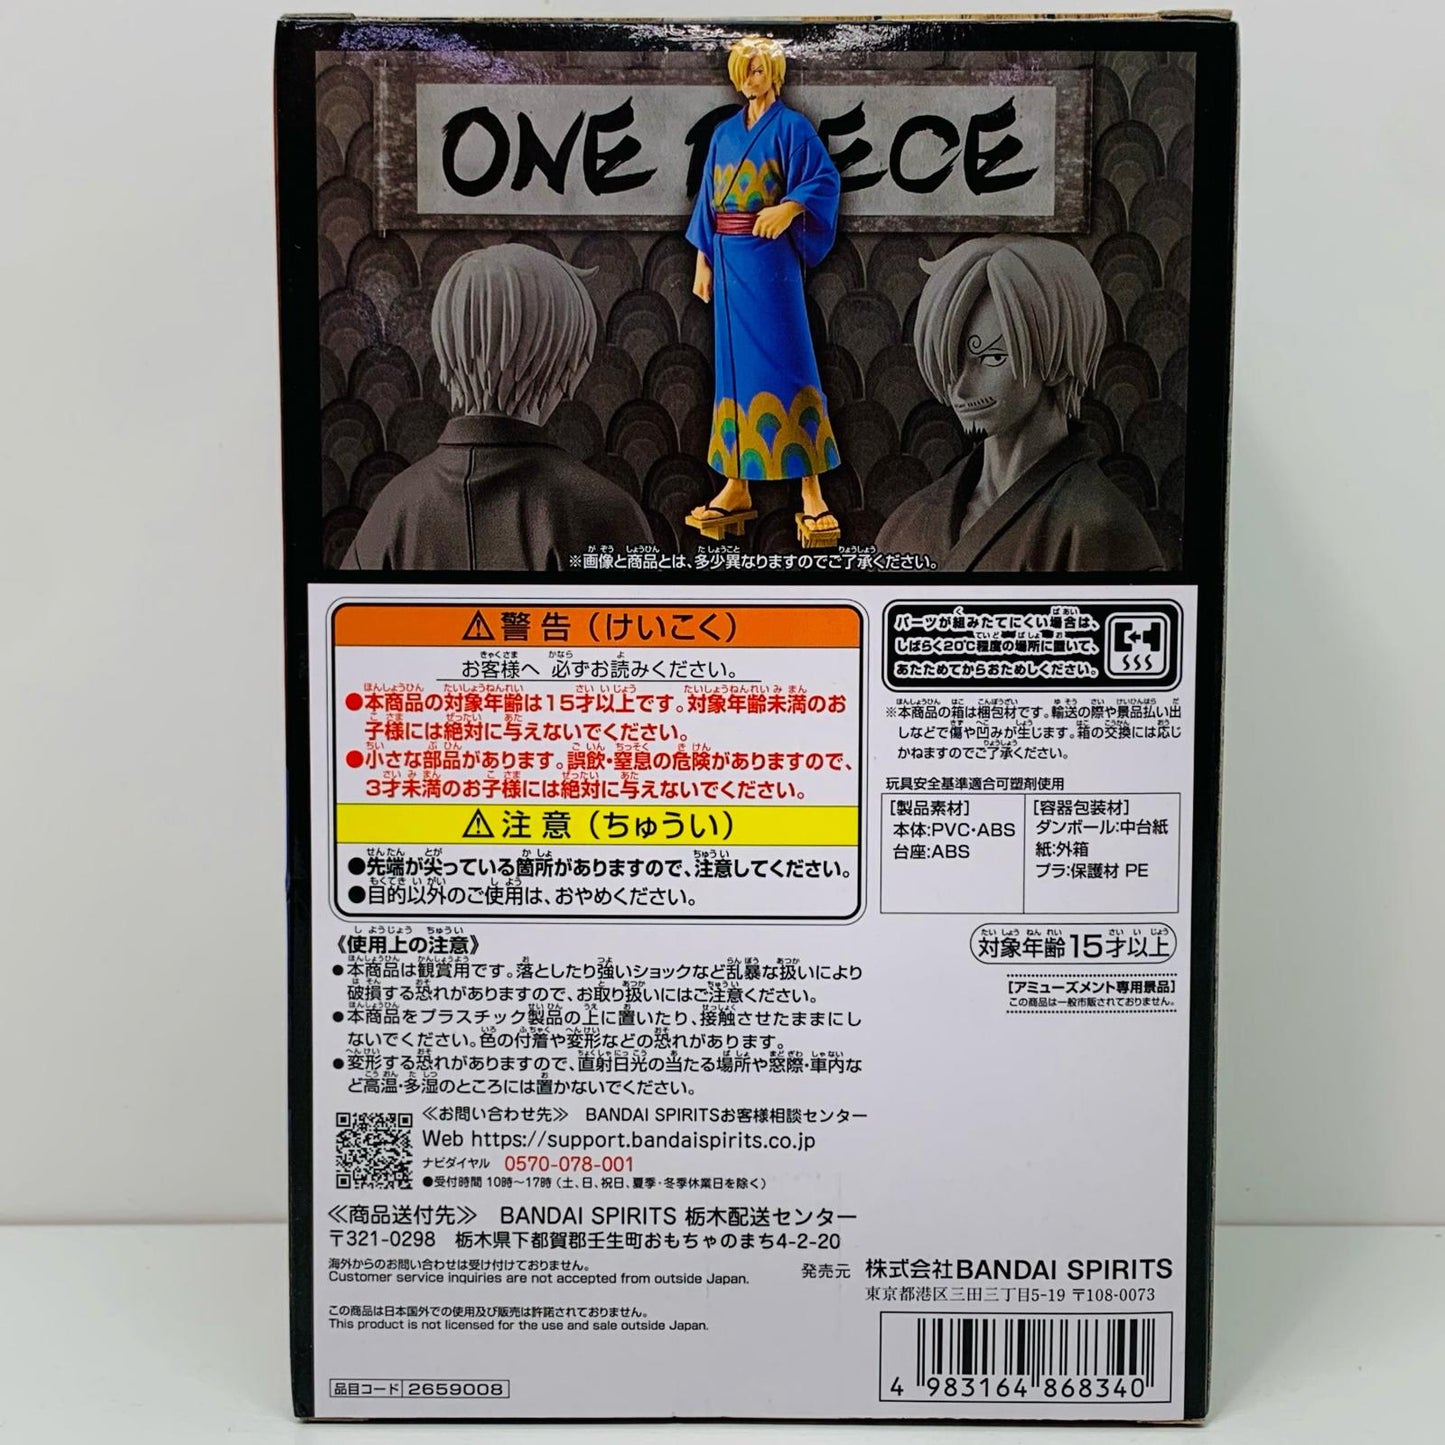 ONE PIECE
※画像と商品とは、多少異なりますのでご了承ください。
⚠警告（けいこく）
お客様へ 必ずお読みください。
●本商品の対象年齢は15才以上です。対象年齢未満のお
子様には絶対に与えないでください。
●小さな部品があります。誤飲・窒息の危険がありますので、
3才未満のお子様には絶対に与えないでください。
⚠注意（ちゅうい）
●先端が尖っている箇所がありますので、注意してください。
●目的以外のご使用は、おやめください。
パーツが組みたてにくい場合は、
しばらく20℃程度の場所に置いて、
あたためてからおためしください。
※本商品の箱は梱包材です。輸送の際や景品払い出
しなどで傷や凹みが生じます。箱の交換には応じ
かねますのでご了承ください。
玩具安全基準適合可塑剤使用
[製品素材]
本体:PVC・ABS
台座:ABS
[容器包装材]
ダンボール:中台紙
紙:外箱
プラ:保護材 PE
対象年齢15才以上
[アミューズメント専用景品]
この商品は一般市販されておりません。
《使用上の注意》
●本商品は観賞用です。落としたり強いショックなど乱暴な扱いにより
破損する恐れがありますので、お取り扱いにはご注意ください。
●本商品をプラスチック製品の上に置いたり、接触させたままにし
ないでください。色の付着や変形などの恐れがあります。
●変形する恐れがありますので、直射日光の当たる場所や窓際・車内な
ど高温・多湿のところには置かないでください。
≪お問い合わせ先≫ BANDAI SPIRITSお客様相談センター
Web https://support.bandaispirits.co.jp
ナビダイヤル 0570-078-001
●受付時間 10時～17時（土、日、祝日、夏季・冬季休業日を除く）
≪商品送付先≫ BANDAI SPIRITS 栃木配送センター
〒321-0298 栃木県下都賀郡壬生町おもちゃのまち4-2-20
海外からのお問い合わせは受け付けておりません。
Customer service inquiries are not accepted from outside Japan.
この商品は日本国外での使用及び販売は許諾されておりません。
This product is not licensed for the use and sale outside Japan.
品目コード 2659008
発売元 株式会社BANDAI SPIRITS
東京都港区三田三丁目5-19 〒108-0073
4 983164 868340